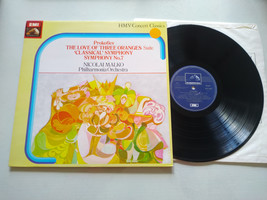 EMI
HMV Concert Classics
Prokofiev
THE LOVE OF THREE ORANGES Suite
'CLASSICAL' SYMPHONY
SYMPHONY No.7
NICOLAI MALKO
Philharmonia Orchestra
EMI